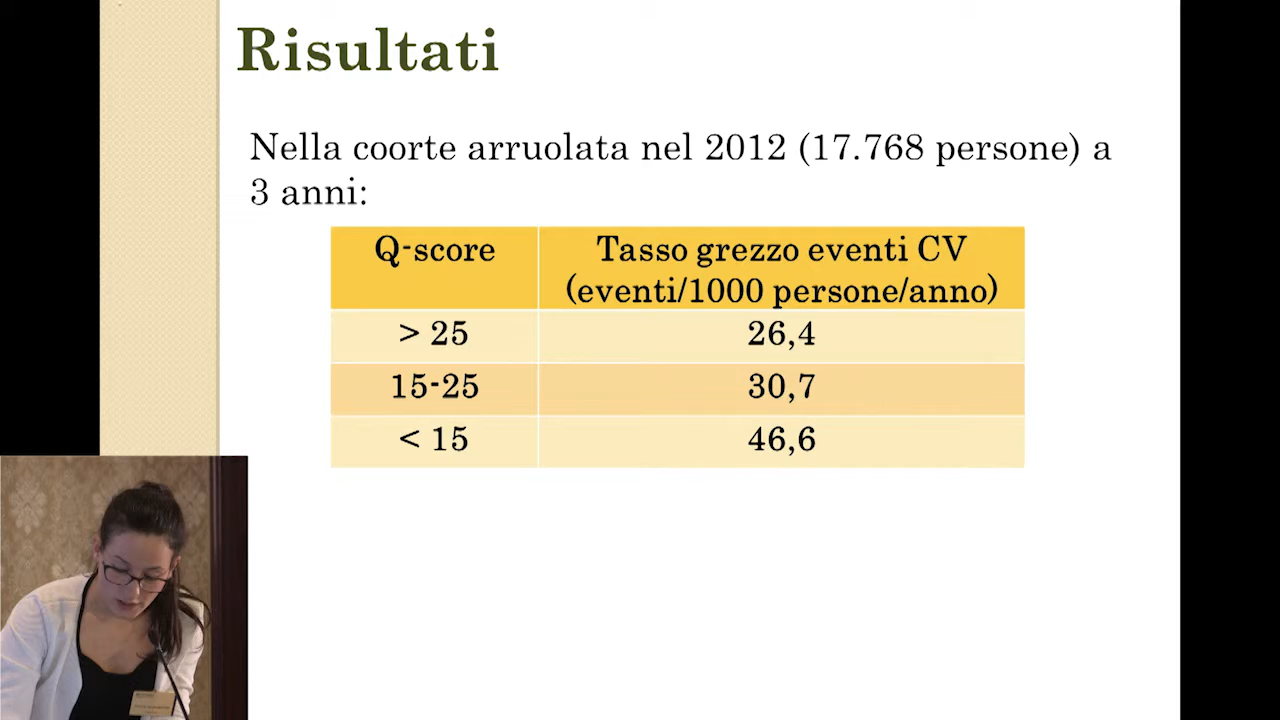 Risultati
Nella coorte arruolata nel 2012 (17.768 persone) a
3 anni:
Q-score
Tasso grezzo eventi CV
(eventi/1000 persone/anno)
> 25
26,4
15-25
30,7
< 15
46,6